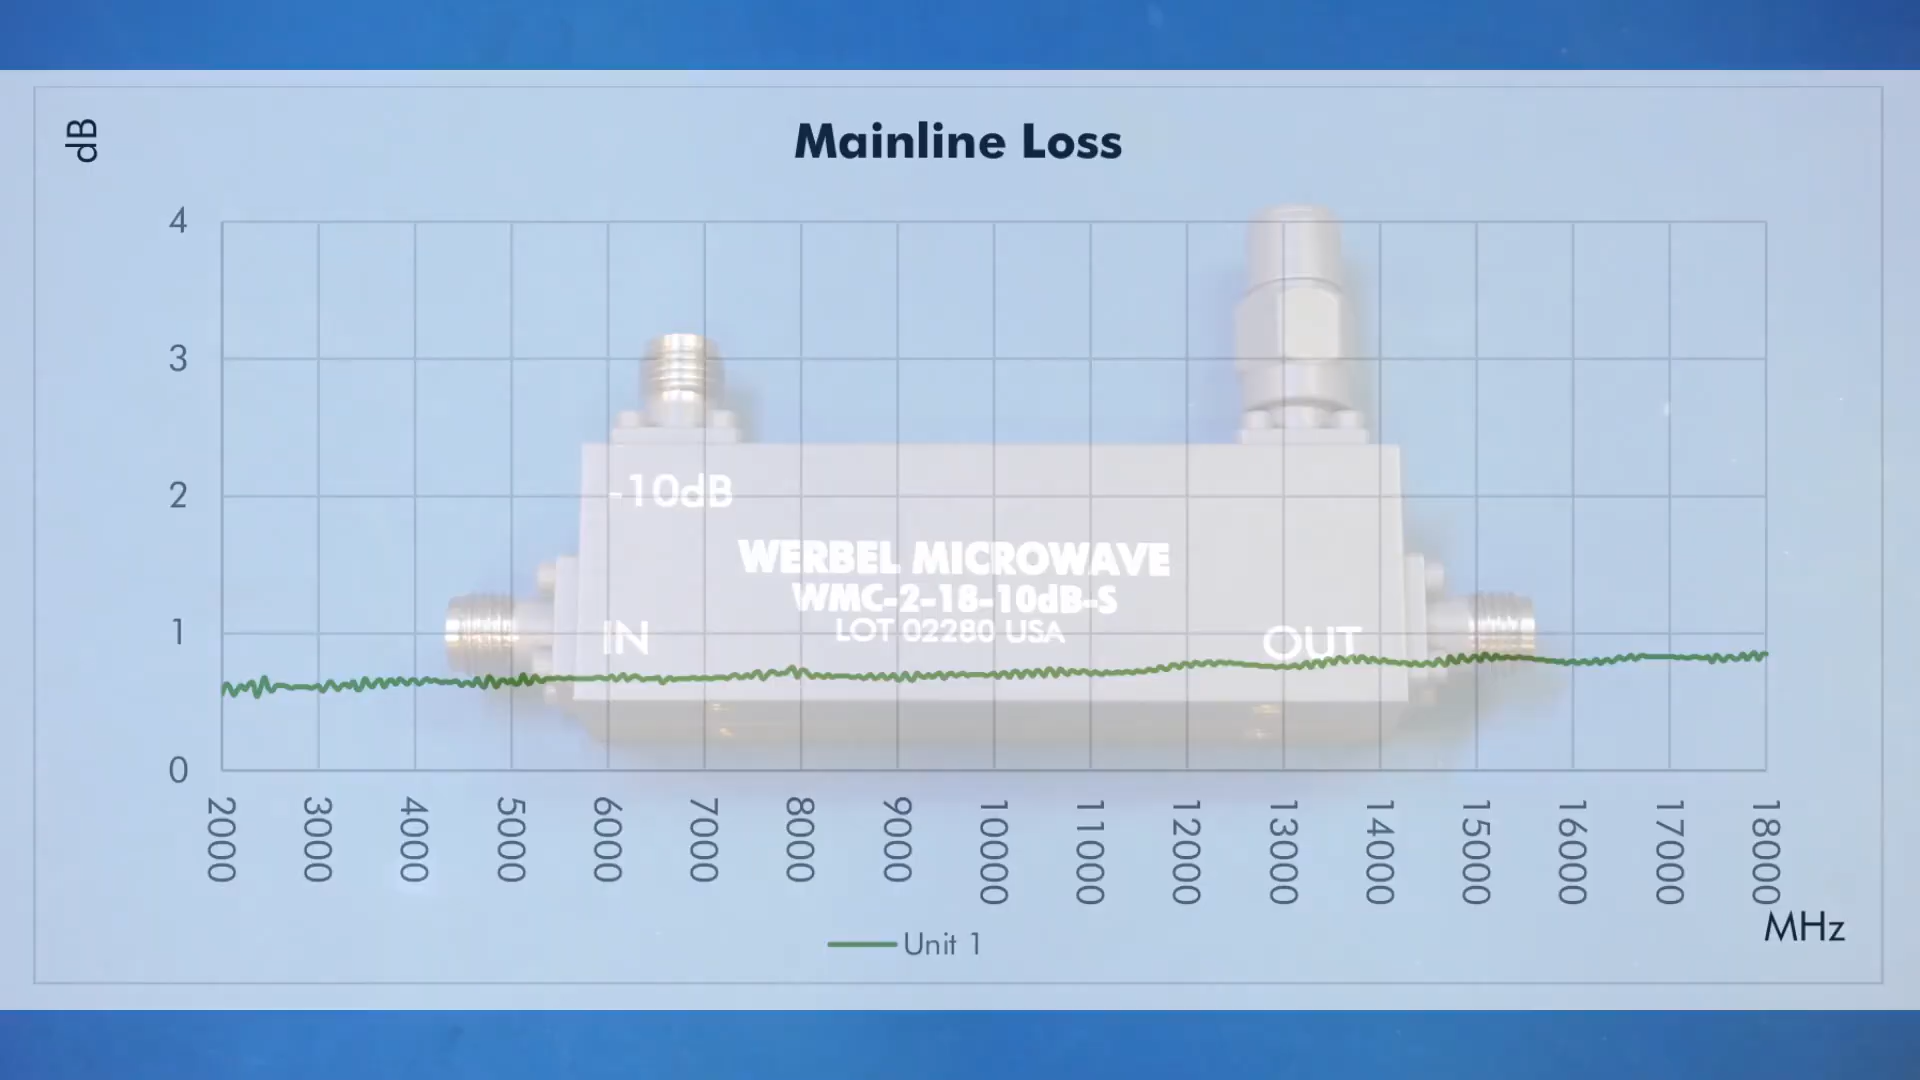 dB
Mainline Loss
4
3
2
1
0
-10dB
WERBEL MICROWAVE
WMC-2-18-10dB-S
LOT 02280 USA
IN
OUT
2000
3000
4000
5000
6000
7000
8000
9000
10000
11000
12000
13000
14000
15000
16000
17000
18000
MHz
Unit 1